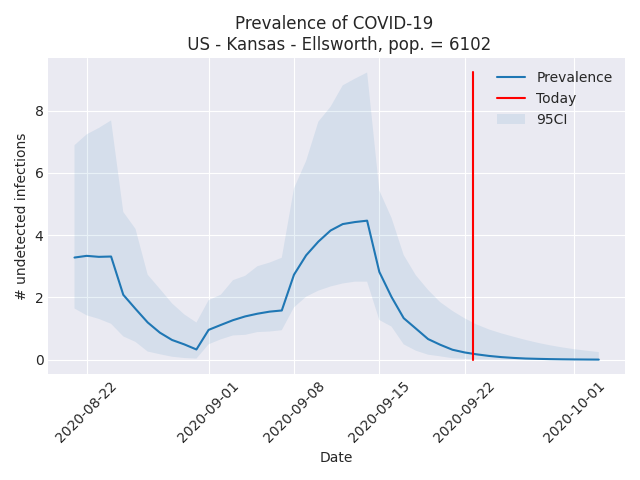 Prevalence of COVID-19
US - Kansas - Ellsworth, pop. = 6102
Prevalence
Today
95CI
# undetected infections
8
6
4
2
0
2020-08-22
2020-09-01
2020-09-08
2020-09-15
2020-09-22
2020-10-01
Date